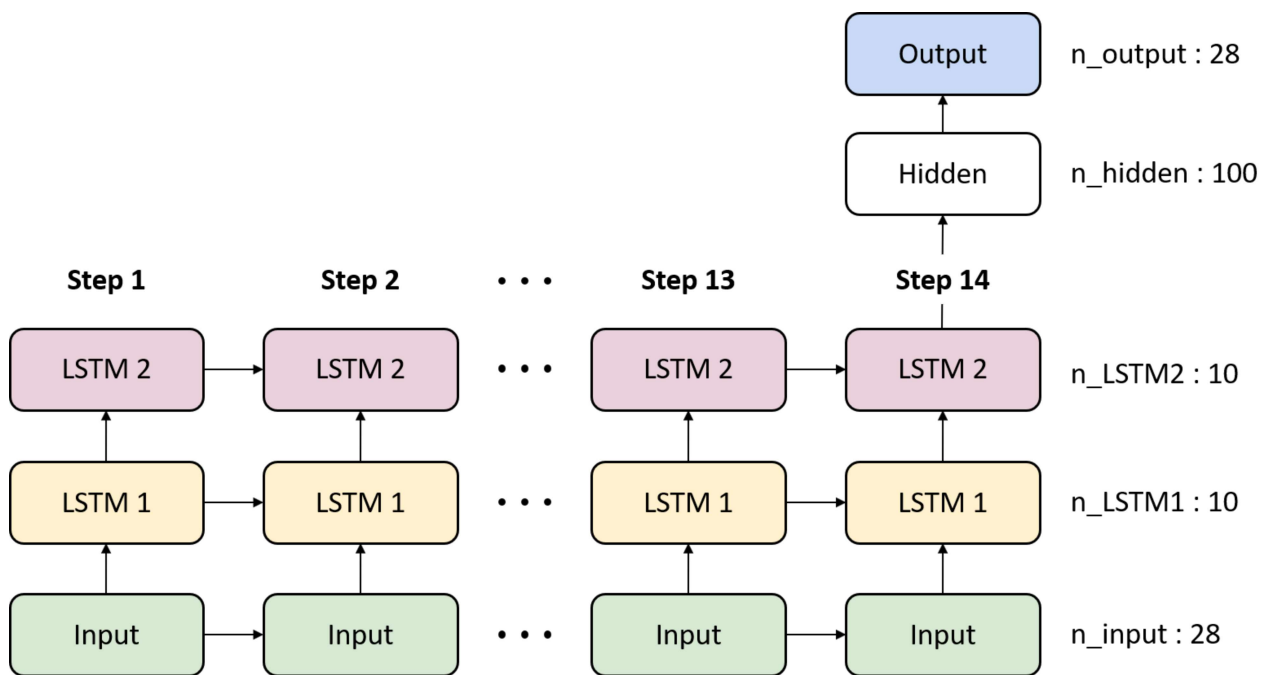 Output n_output : 28
Hidden n_hidden : 100
Step 1 Step 2 • • • Step 13 Step 14
LSTM 2 LSTM 2 • • • LSTM 2 LSTM 2 n_LSTM2 : 10
LSTM 1 LSTM 1 • • • LSTM 1 LSTM 1 n_LSTM1 : 10
Input Input • • • Input Input n_input : 28